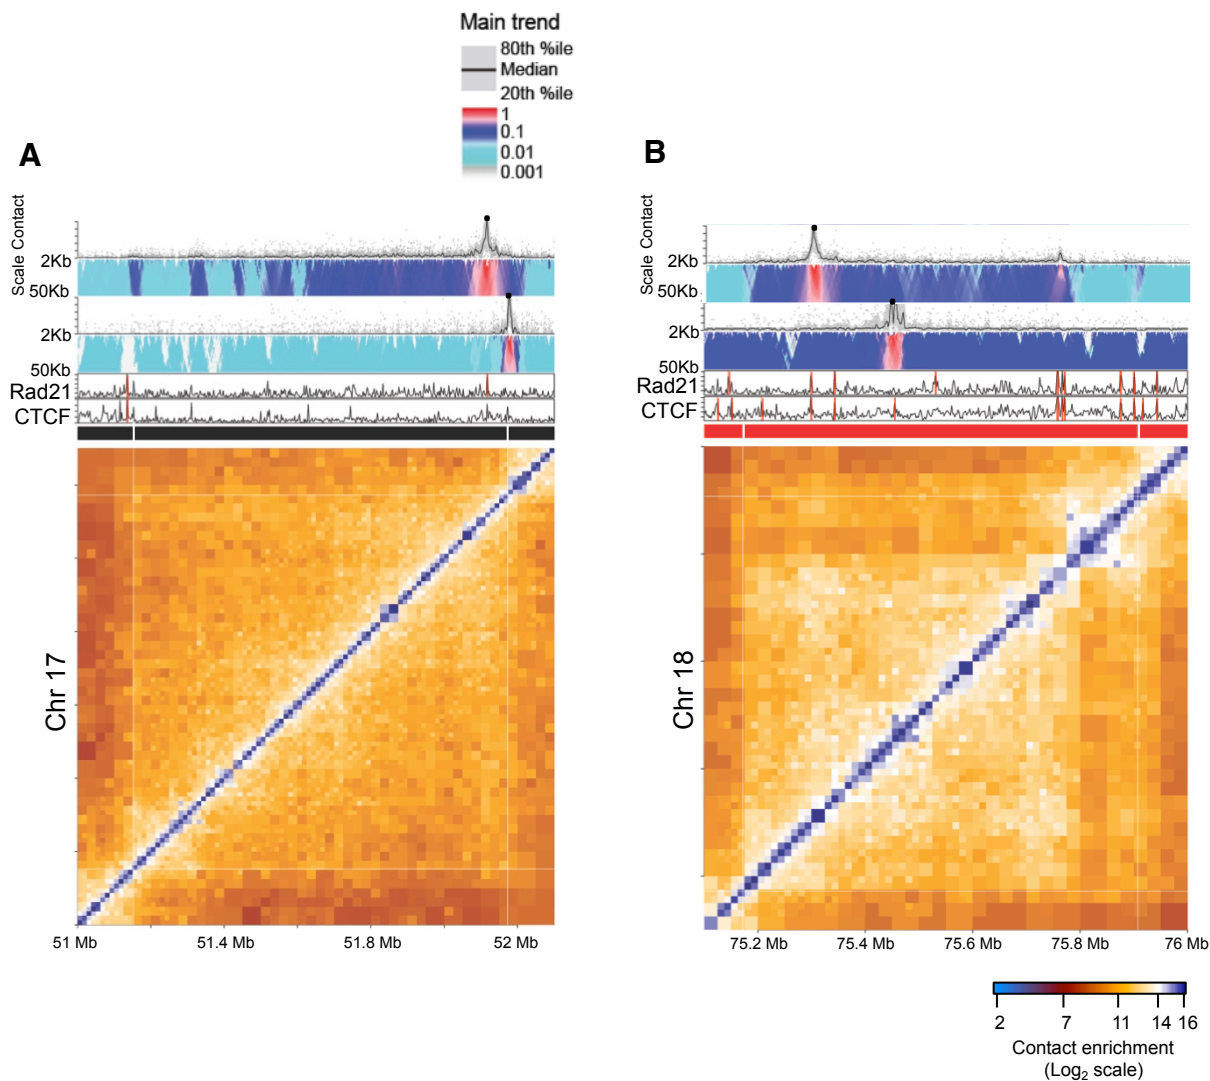 Main trend
80th %ile
Median
20th %ile
1
0.1
0.01
0.001
A
B
Scale Contact
2Kb
50Kb
2Kb
50Kb
Rad21
CTCF
Scale Contact
2Kb
50Kb
2Kb
50Kb
Rad21
CTCF
Chr 17
51 Mb
51.4 Mb
51.8 Mb
52 Mb
Chr 18
75.2 Mb
75.4 Mb
75.6 Mb
75.8 Mb
76 Mb
2
7
11
14
16
Contact enrichment
(Log₂ scale)